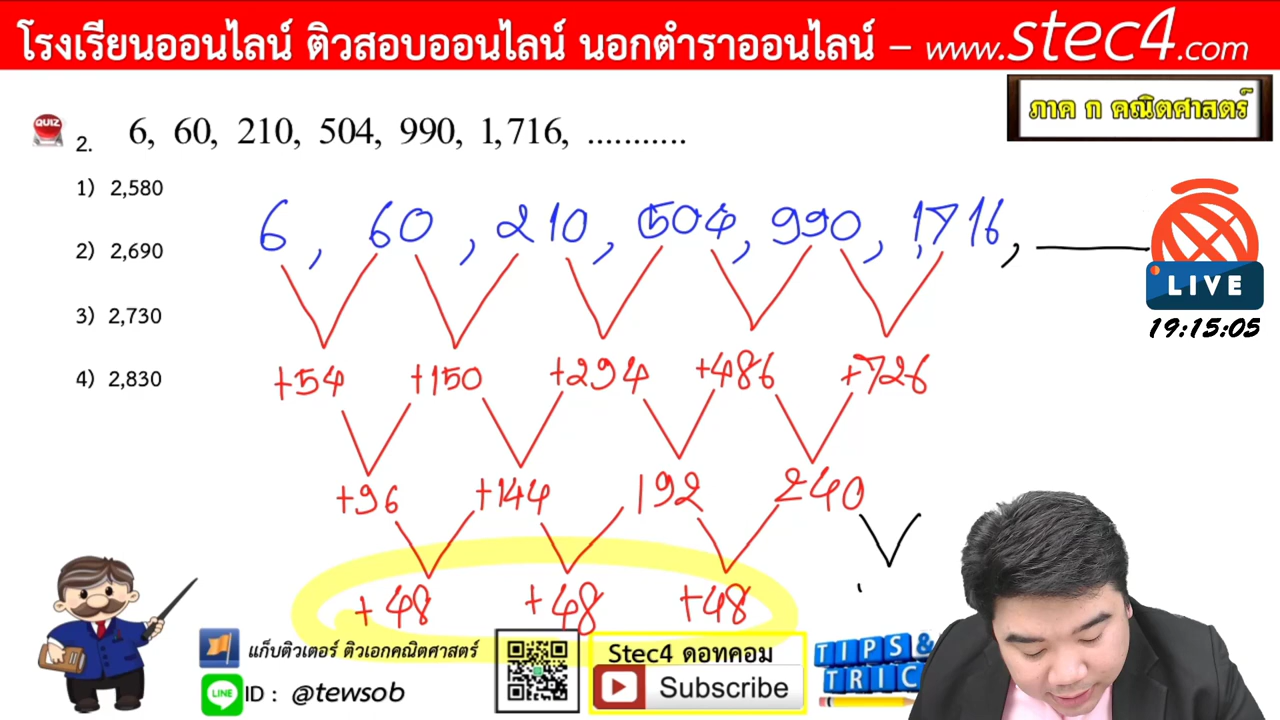 โรงเรียนออนไลน์ ติวสอบออนไลน์ นอกตำราออนไลน์ – www.stec4.com
ภาค ก คณิตศาสตร์
QUIZ
2. 6, 60, 210, 504, 990, 1,716, ...........
1) 2,580
2) 2,690
3) 2,730
4) 2,830
6, 60, 210, 504, 990, 1,716, ____
LIVE
19:15:05
+54 +150 +294 +486 +726
+96 +144 192 240
+48 +48 +48
แก็บติวเตอร์ ติวเอกคณิตศาสตร์
LINE ID : @tewsob
Stec4 ดอทคอม
Subscribe
TIPS &
TRIC